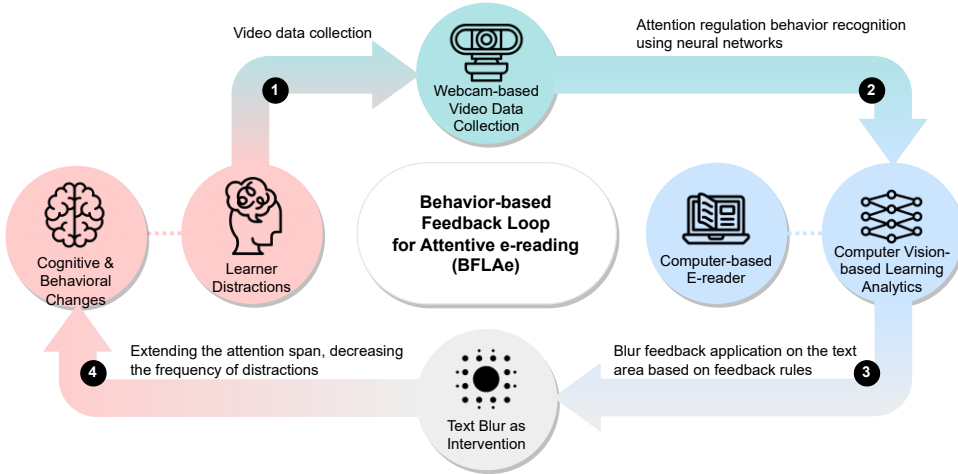 Video data collection
1
Webcam-based
Video Data
Collection
Attention regulation behavior recognition
using neural networks
2
Cognitive &
Behavioral
Changes
Learner
Distractions
Behavior-based
Feedback Loop
for Attentive e-reading
(BFLAe)
Computer-based
E-reader
Computer Vision-
based Learning
Analytics
4
Extending the attention span, decreasing
the frequency of distractions
Text Blur as
Intervention
Blur feedback application on the text
area based on feedback rules
3